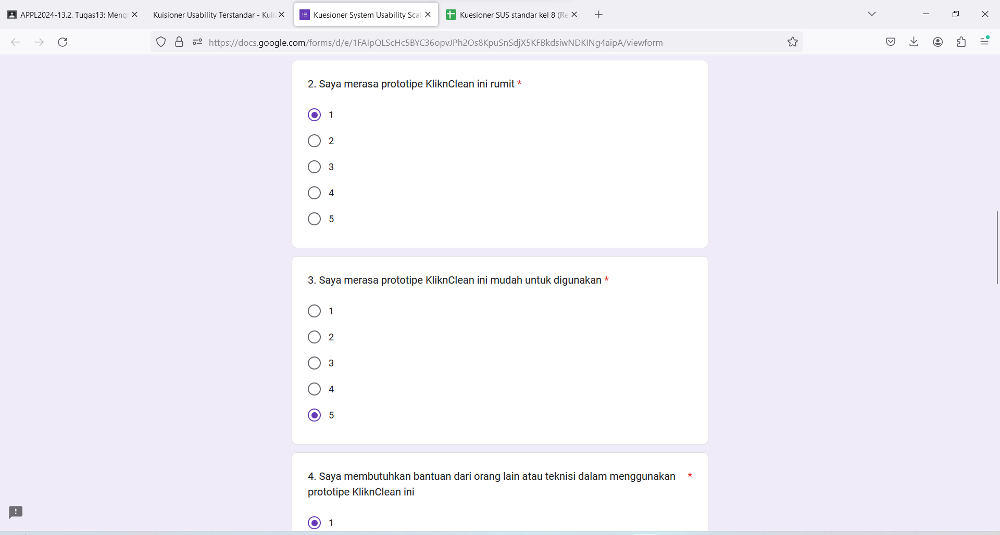 APPL2024-13.2. Tugas13: Mengh
Kuisioner Usability Terstandar - Kuli
Kuesioner System Usability Scal
Kuesioner SUS standar kel 8 (Re
https://docs.google.com/forms/d/e/1FAIpQLScHc5BYC36opvJPh2Os8KpuSnSdjX5KFBkdsiwNDKINg4aipA/viewform
2. Saya merasa prototipe KliknClean ini rumit *
1
2
3
4
5
3. Saya merasa prototipe KliknClean ini mudah untuk digunakan *
1
2
3
4
5
4. Saya membutuhkan bantuan dari orang lain atau teknisi dalam menggunakan *
prototipe KliknClean ini
1